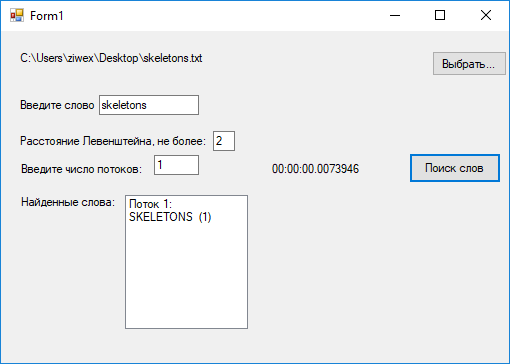 Form1
C:\Users\ziwex\Desktop\skeletons.txt
Выбрать...
Введите слово skeletons
Расстояние Левенштейна, не более: 2
Введите число потоков: 1 00:00:00.0073946 Поиск слов
Найденные слова: Поток 1:
SKELETONS (1)